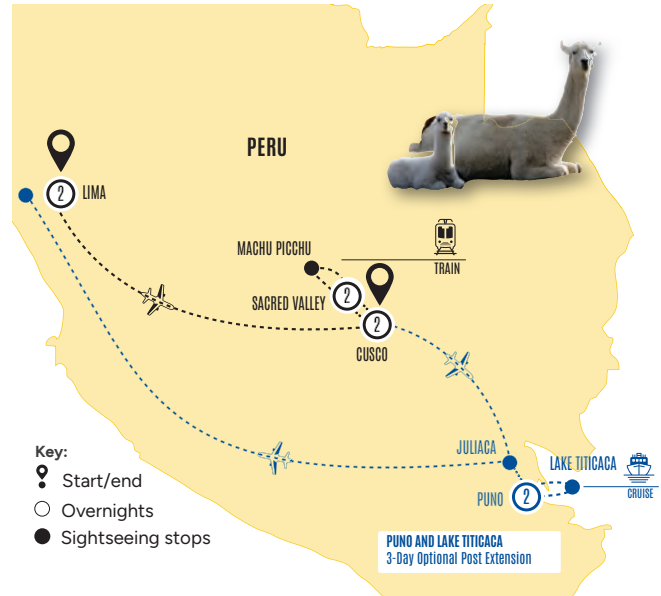 PERU
2
LIMA
MACHU PICCHU
TRAIN
SACRED VALLEY
2
2
CUSCO
JULIACA
LAKE TITICACA
CRUISE
PUNO
2
Key:
Start/end
Overnights
Sightseeing stops
PUNO AND LAKE TITICACA
3-Day Optional Post Extension